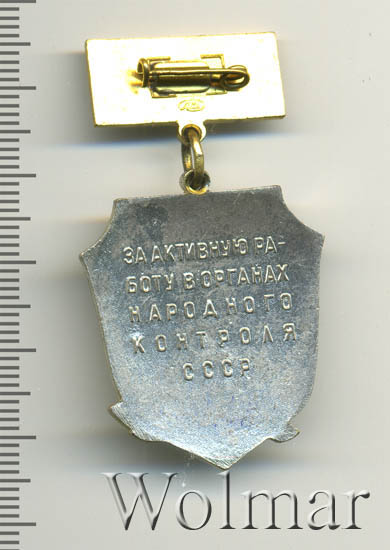 ЗА АКТИВНУЮ РА-
БОТУ В ОРГАНАХ
НАРОДНОГО
КОНТРОЛЯ
СССР
Wolmar